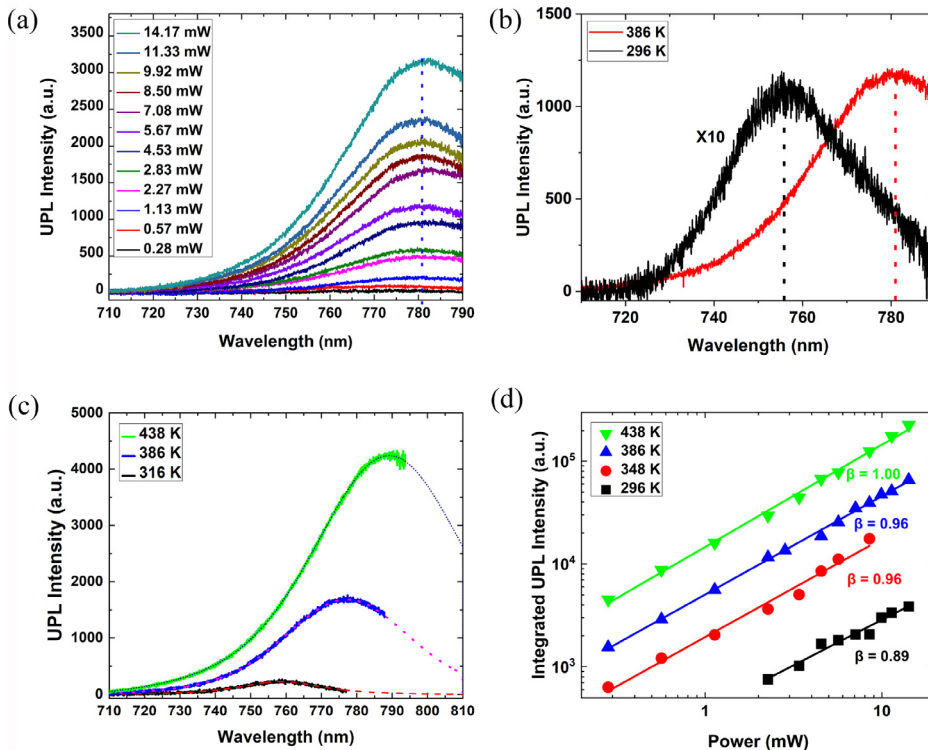 (a)
14.17 mW
11.33 mW
9.92 mW
8.50 mW
7.08 mW
5.67 mW
4.53 mW
2.83 mW
2.27 mW
1.13 mW
0.57 mW
0.28 mW
3500
3000
2500
2000
1500
1000
500
0
UPL Intensity (a.u.)
710 720 730 740 750 760 770 780 790
Wavelength (nm)
(b)
386 K
296 K
X10
1500
1000
500
0
UPL Intensity (a.u.)
720 740 760 780
Wavelength (nm)
(c)
438 K
386 K
316 K
5000
4000
3000
2000
1000
0
UPL Intensity (a.u.)
710 720 730 740 750 760 770 780 790 800 810
Wavelength (nm)
(d)
438 K
386 K
348 K
296 K
β = 1.00
β = 0.96
β = 0.96
β = 0.89
10^5
10^4
10^3
Integrated UPL Intensity (a.u.)
1 10
Power (mW)